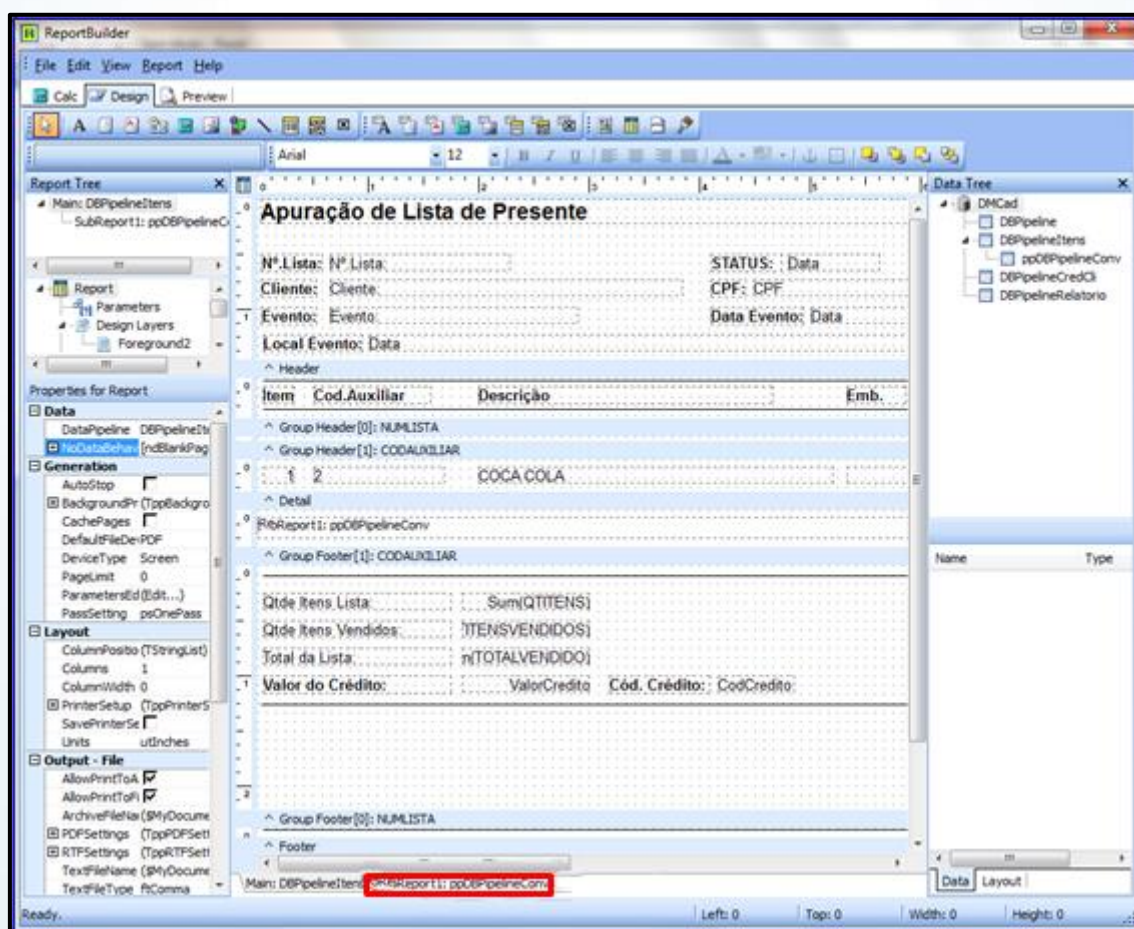 ReportBuilder
File Edit View Report Help
Calc Design Preview
Arial 12
Report Tree
Main: DBPipelineItens
SubReport1: ppDBPipelineC
Report
Parameters
Design Layers
Foreground2
Properties for Report
Data
DataPipeline DBPipelineIt
NoDataBehav [ndBlankPag
Generation
AutoStop
BackgroundPr (TppBackgro
CachePages
DefaultFileDe PDF
DeviceType Screen
PageLimit 0
ParametersEd (Edit...)
PassSetting psOnePass
Layout
ColumnPositio (TStringList)
Columns 1
ColumnWidth 0
PrinterSetup (TppPrinterS
SavePrinterSe
Units utInches
Output - File
AllowPrintToA
AllowPrintToFi
ArchiveFileNa ($MyDocume
PDFSettings (TppPDFSett
RTFSettings (TppRTFSett
TextFileName ($MyDocume
TextFileType ftComma
Apuração de Lista de Presente
Nº.Lista: Nº Lista STATUS: Data
Cliente: Cliente CPF: CPF
Evento: Evento Data Evento: Data
Local Evento: Data
^ Header
Item Cod.Auxiliar Descrição Emb.
^ Group Header[0]: NUMLISTA
^ Group Header[1]: CODAUXILIAR
1 2 COCA COLA
^ Detail
Report1: ppDBPipelineConv
^ Group Footer[1]: CODAUXILIAR
Qtde Itens Lista: Sum(QTITENS)
Qtde Itens Vendidos: ITENSVENDIDOS)
Total da Lista: n(TOTALVENDIDO)
Valor do Crédito: ValorCredito Cód. Crédito: CodCredito
^ Group Footer[0]: NUMLISTA
^ Footer
Main: DBPipelineItens Report1: ppDBPipelineConv
Data Tree
DMCad
DBPipeline
DBPipelineItens
ppDBPipelineConv
DBPipelineCredCli
DBPipelineRelatorio
Name Type
Data Layout
Ready. Left: 0 Top: 0 Width: 0 Height: 0